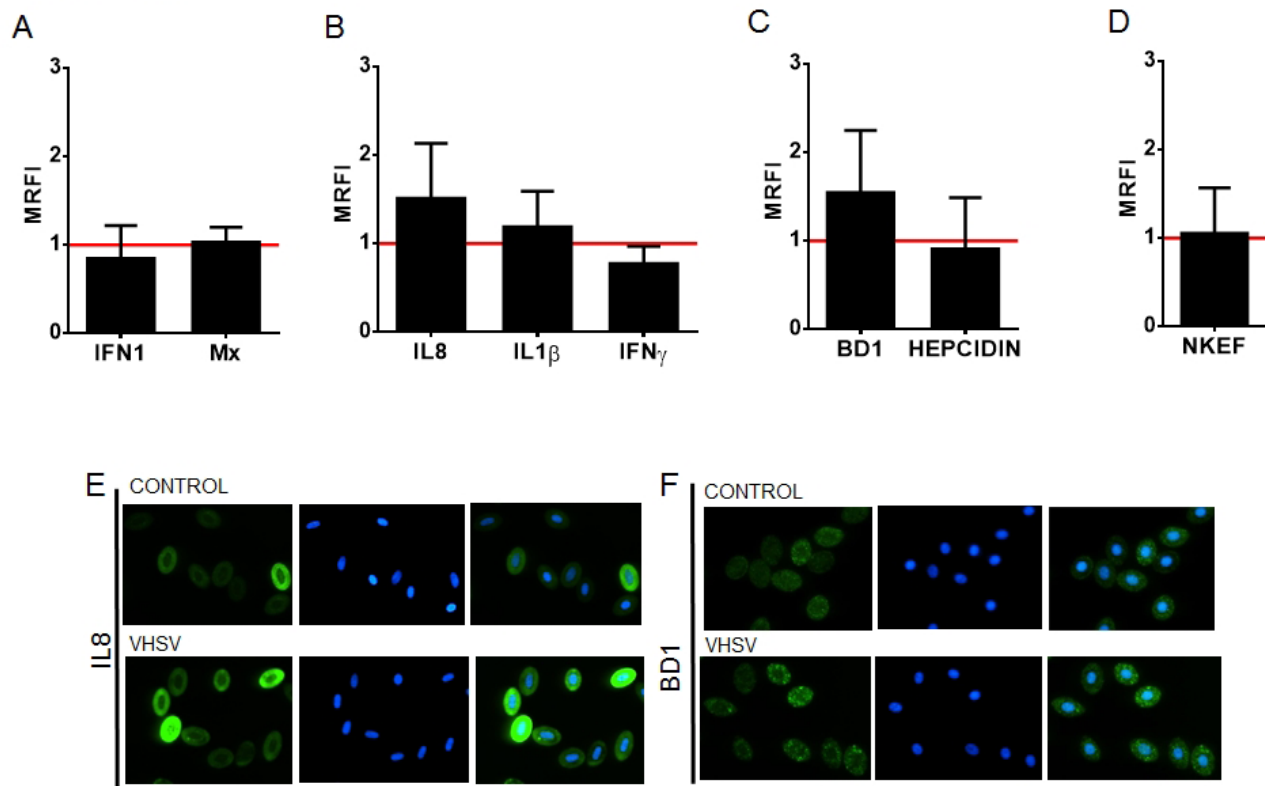 A
3
2
1
0
MRFI
IFN1 Mx
B
3
2
1
0
MRFI
IL8 IL1β IFNγ
C
3
2
1
0
MRFI
BD1 HEPCIDIN
D
3
2
1
0
MRFI
NKEF
E
CONTROL
VHSV
IL8
F
CONTROL
VHSV
BD1